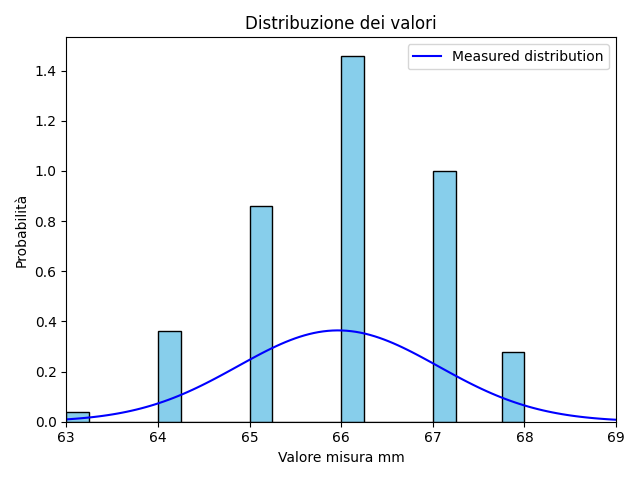 Distribuzione dei valori
Measured distribution
1.4
1.2
1.0
0.8
0.6
0.4
0.2
0.0
Probabilità
63 64 65 66 67 68 69
Valore misura mm